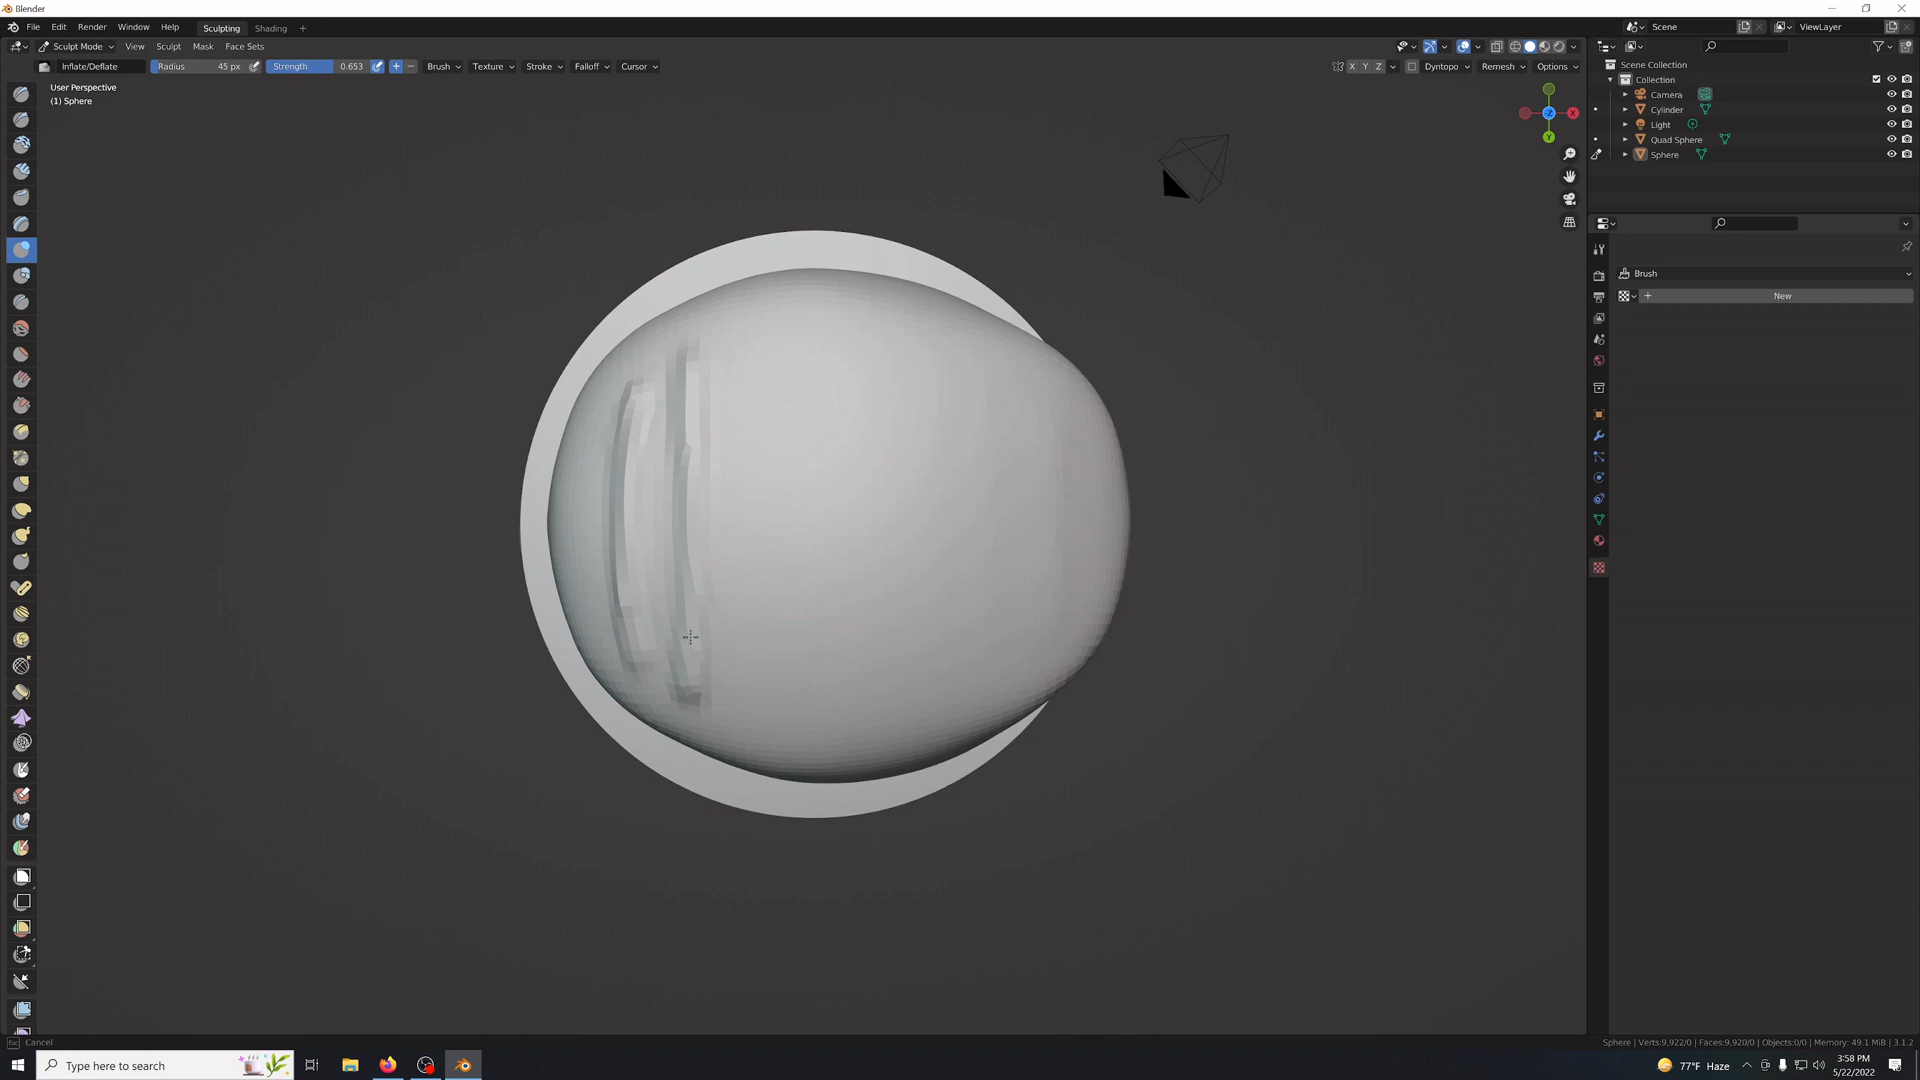 Blender
File Edit Render Window Help Sculpting Shading + Scene ViewLayer
Sculpt Mode View Sculpt Mask Face Sets
Inflate/Deflate Radius 45 px Strength 0.653 Brush Texture Stroke Falloff Cursor X Y Z Dyntopo Remesh Options
User Perspective
(1) Sphere
Z X
Y
Scene Collection
Collection
Camera
Cylinder
Light
Quad Sphere
Sphere
Brush
+ New
Esc Cancel
Sphere | Verts:9,922/0 | Faces:9,920/0 | Objects:0/0 | Memory: 49.1 MiB | 3.1.2
Type here to search
77°F Haze
3:58 PM
5/22/2022